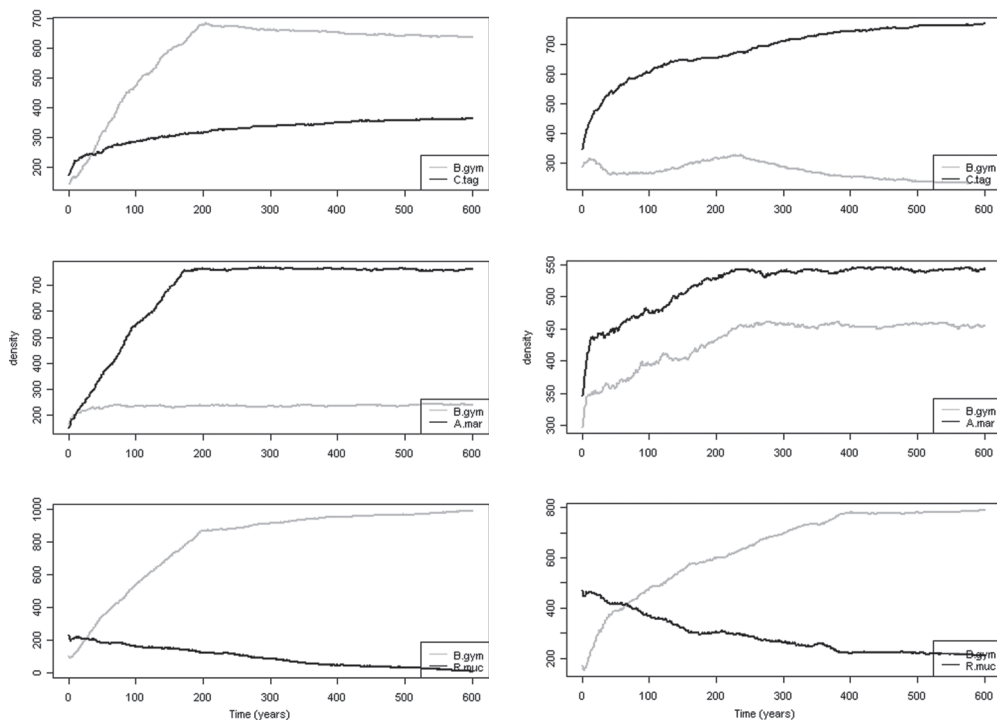 200 300 400 500 600 700
0 100 200 300 400 500 600
B.gym
C.tag
300 400 500 600 700
0 100 200 300 400 500 600
B.gym
C.tag
density
200 300 400 500 600 700
0 100 200 300 400 500 600
B.gym
A.mar
density
300 350 400 450 500 550
0 100 200 300 400 500 600
B.gym
A.mar
0 200 400 600 800 1000
0 100 200 300 400 500 600
Time (years)
B.gym
R.muc
200 400 600 800
0 100 200 300 400 500 600
Time (years)
B.gym
R.muc